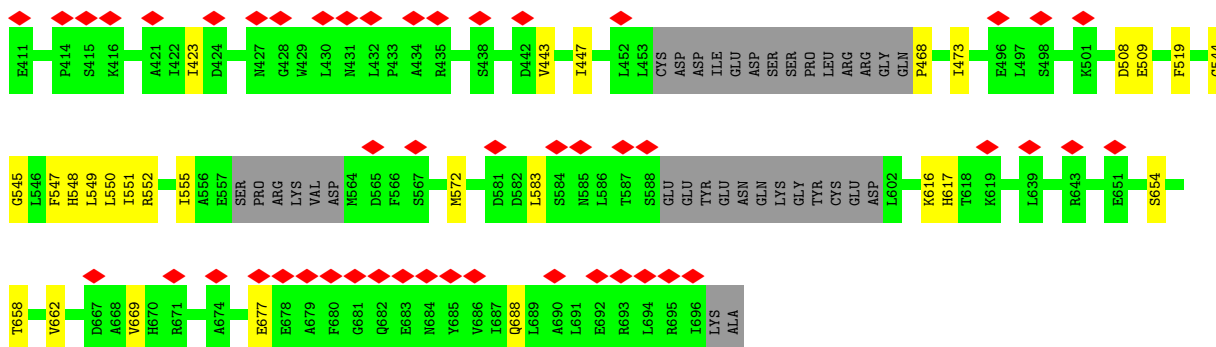 E411 P414 S415 K416 A421 I422 I423 D424 N427 G428 W429 L430 N431 L432 P433 A434 R435 S438 D442 V443 I447 L452 L453 CYS ASP ASP ILE GLU ASP SER SER PRO LEU ARG ARG GLY GLN P468 I473 E496 L497 S498 K501 D508 E509 F519 G544
G545 L546 F547 H548 L549 L550 I551 R552 I555 A556 E557 SER PRO ARG LYS VAL ASP M564 D565 F566 S567 M572 D581 D582 L583 S584 N585 L586 T587 S588 GLU GLU TYR GLU ASN GLN LYS GLY TYR CYS GLU ASP L602 K616 H617 T618 K619 L639 R643 E651 S654
T658 V662 D667 A668 V669 H670 R671 A674 E677 E678 A679 F680 G681 Q682 E683 N684 Y685 V686 I687 Q688 L689 A690 L691 E692 R693 L694 R695 I696 LYS ALA